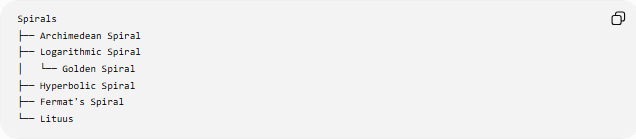 Spirals
├── Archimedean Spiral
├── Logarithmic Spiral
│   └── Golden Spiral
├── Hyperbolic Spiral
├── Fermat's Spiral
└── Lituus